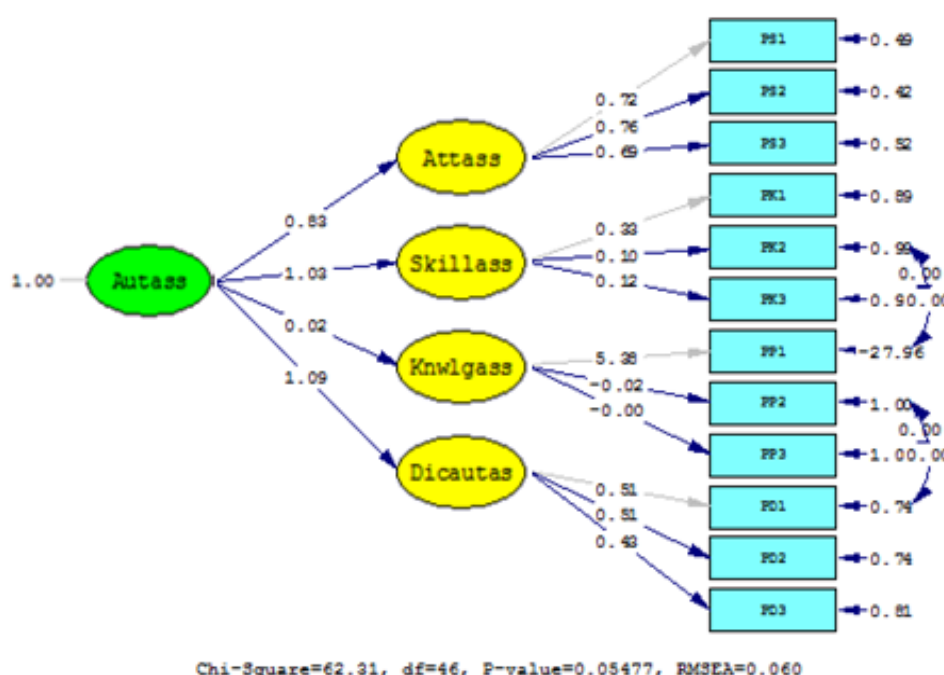 PS1 0.49
0.72
PS2 0.42
0.76
Attass
0.69 PS3 0.52
PK1 0.89
0.83
0.33
Skillass
0.10 PK2 0.99
0.00
1.00 Autass
1.03
0.12 PK3 0.90.00
0.02
5.38 PP1 -27.96
Knwlgass
-0.02
1.09
-0.00 PP2 1.00
0.00
PP3 1.00.00
Dicautas
0.51 PD1 0.74
0.51
0.43
PD2 0.74
PD3 0.81
Chi-Square=62.31, df=46, P-value=0.05477, RMSEA=0.060